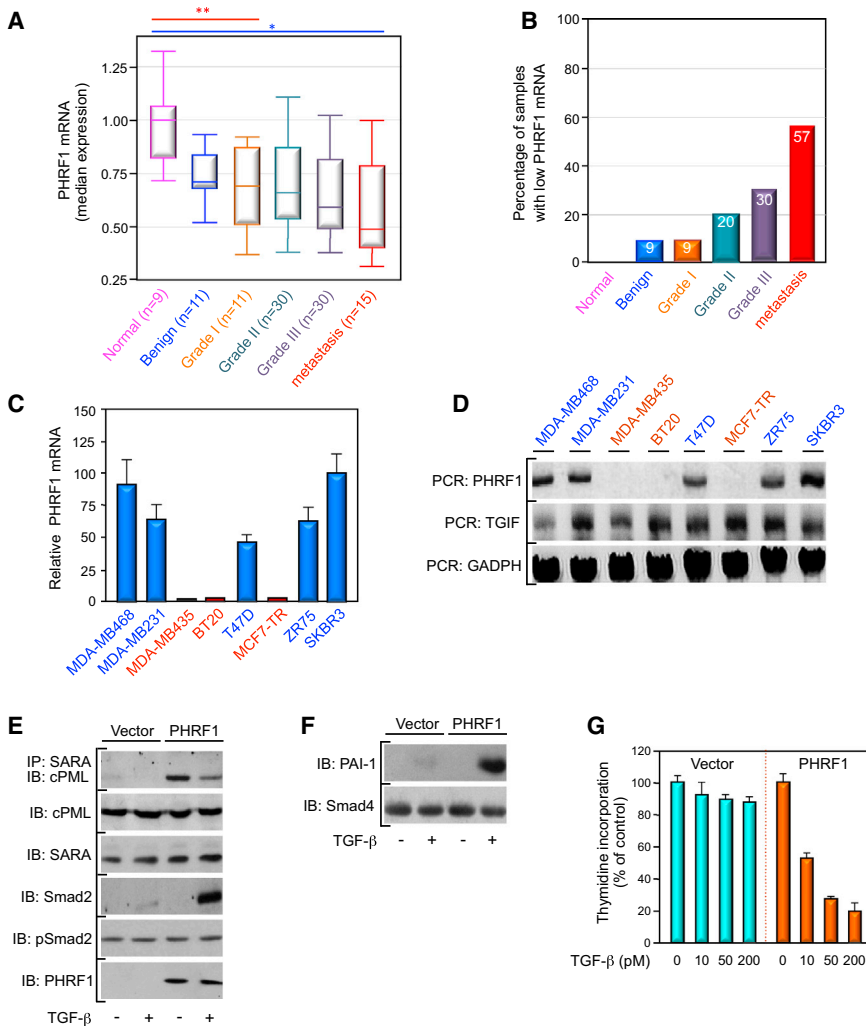 A
**
*
PHRF1 mRNA
(median expression)
1.25
1.00
0.75
0.50
0.25
Normal (n=9)
Benign (n=11)
Grade I (n=11)
Grade II (n=30)
Grade III (n=30)
metastasis (n=15)
B
Percentage of samples
with low PHRF1 mRNA
100
80
60
40
20
0
9
9
20
30
57
Normal
Benign
Grade I
Grade II
Grade III
metastasis
C
Relative PHRF1 mRNA
150
125
100
75
50
25
0
MDA-MB468
MDA-MB231
MDA-MB435
BT20
T47D
MCF7-TR
ZR75
SKBR3
D
MDA-MB468
MDA-MB231
MDA-MB435
BT20
T47D
MCF7-TR
ZR75
SKBR3
PCR: PHRF1
PCR: TGIF
PCR: GADPH
E
Vector PHRF1
IP: SARA
IB: cPML
IB: cPML
IB: SARA
IB: Smad2
IB: pSmad2
IB: PHRF1
TGF-β - + - +
F
Vector PHRF1
IB: PAI-1
IB: Smad4
TGF-β - + - +
G
Thymidine incorporation
(% of control)
120
100
80
60
40
20
0
Vector PHRF1
TGF-β (pM) 0 10 50 200 0 10 50 200